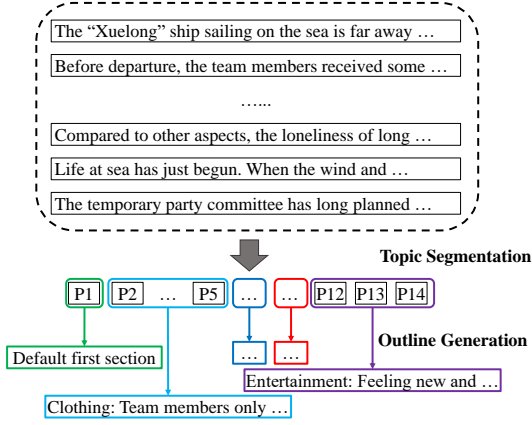 The “Xuelong” ship sailing on the sea is far away …
Before departure, the team members received some …
…...
Compared to other aspects, the loneliness of long …
Life at sea has just begun. When the wind and …
The temporary party committee has long planned …
Topic Segmentation
P1 P2 … P5 … … P12 P13 P14
Outline Generation
… …
Default first section
Entertainment: Feeling new and …
Clothing: Team members only …